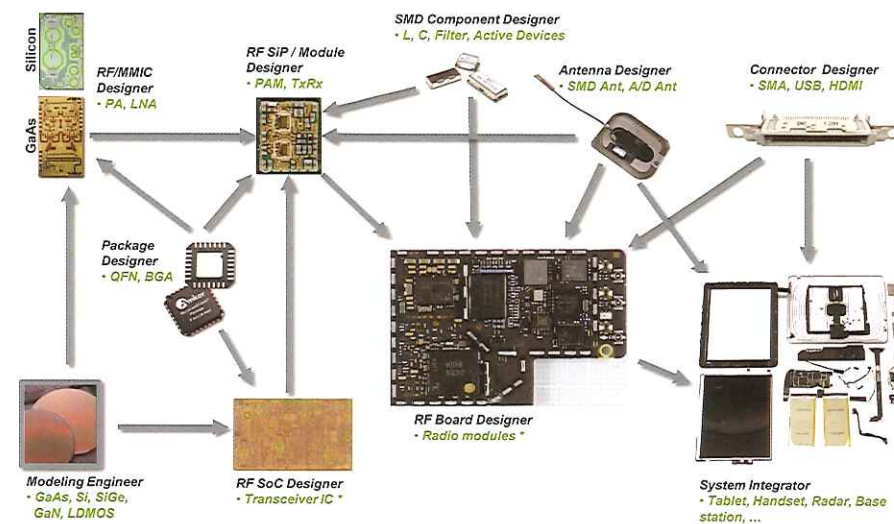 SMD Component Designer
• L, C, Filter, Active Devices
Silicon
GaAs
RF/MMIC
Designer
• PA, LNA
RF SiP / Module
Designer
• PAM, TxRx
Antenna Designer
• SMD Ant, A/D Ant
Connector Designer
• SMA, USB, HDMI
Package
Designer
• QFN, BGA
RF Board Designer
• Radio modules *
Modeling Engineer
• GaAs, Si, SiGe,
GaN, LDMOS
RF SoC Designer
• Transceiver IC *
System Integrator
• Tablet, Handset, Radar, Base
station, ...